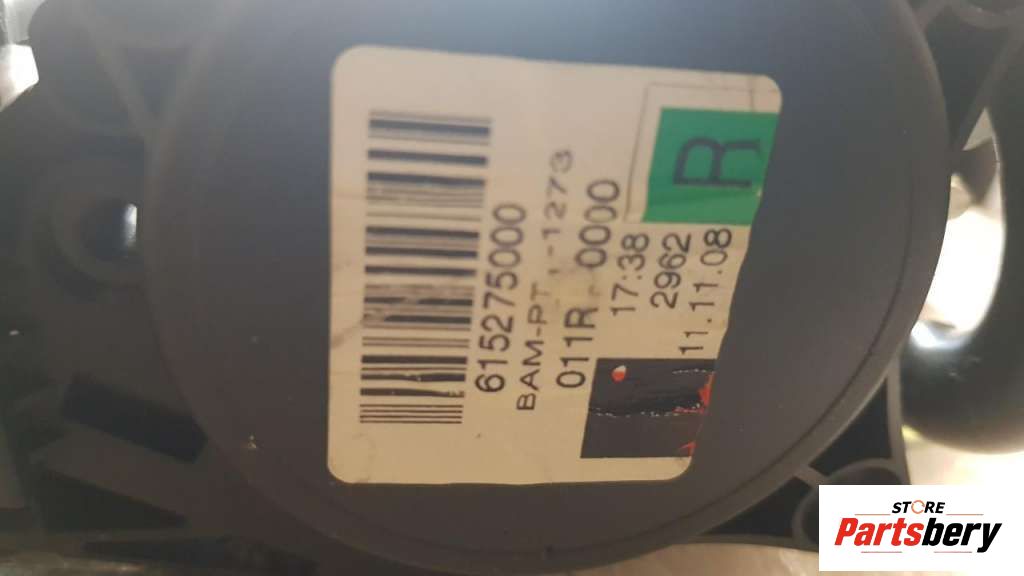 615275000
BAM-PT -1273
011R 0000
17:38
2962
11.11.08
R
STORE
Partsbery